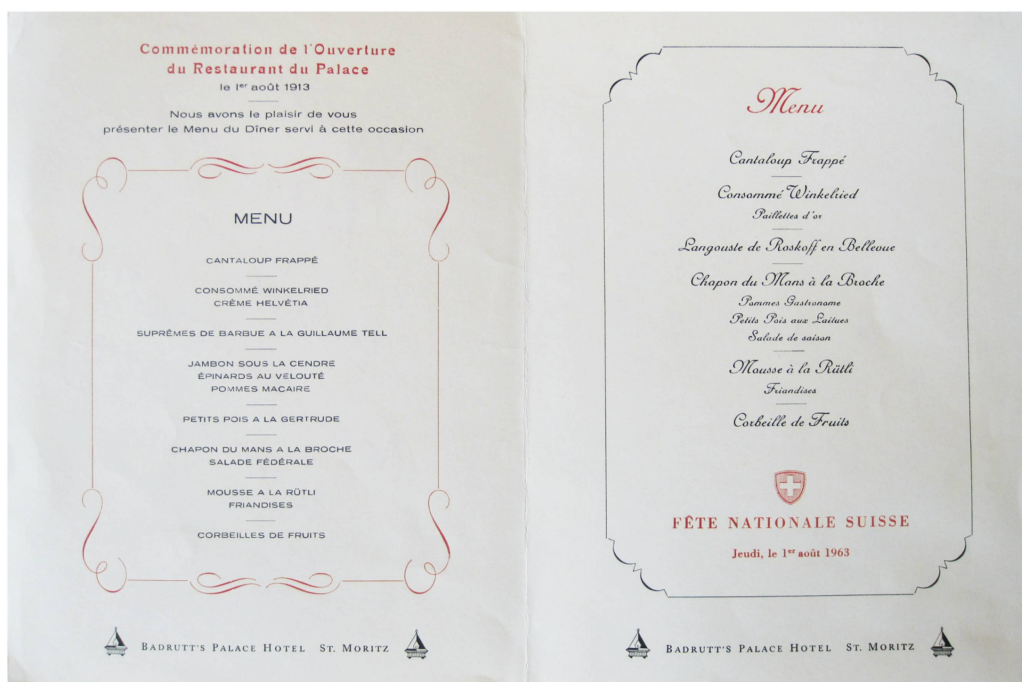 Commémoration de l'Ouverture
du Restaurant du Palace
le 1er août 1913
Nous avons le plaisir de vous
présenter le Menu du Dîner servi à cette occasion
MENU
CANTALOUP FRAPPÉ
CONSOMMÉ WINKELRIED
CRÈME HELVÉTIA
SUPRÊMES DE BARBUE A LA GUILLAUME TELL
JAMBON SOUS LA CENDRE
ÉPINARDS AU VELOUTÉ
POMMES MACAIRE
PETITS POIS A LA GERTRUDE
CHAPON DU MANS A LA BROCHE
SALADE FÉDÉRALE
MOUSSE A LA RÜTLI
FRIANDISES
CORBEILLES DE FRUITS
BADRUTT'S PALACE HOTEL ST. MORITZ
Menu
Cantaloup Frappé
Consommé Winkelried
Paillettes d'or
Langouste de Roskoff en Bellevue
Chapon du Mans à la Broche
Pommes Gastronome
Petits Pois aux Laitues
Salade de saison
Mousse à la Rütli
Friandises
Corbeille de Fruits
FÊTE NATIONALE SUISSE
Jeudi, le 1er août 1963
BADRUTT'S PALACE HOTEL ST. MORITZ